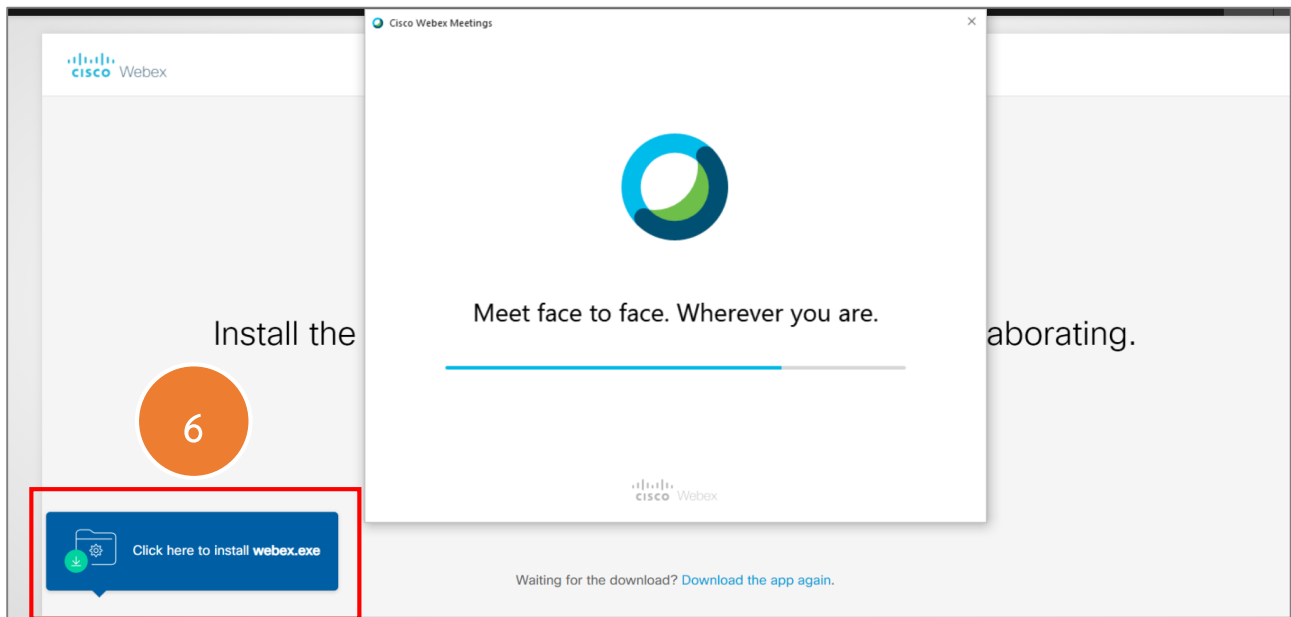 Cisco Webex Meetings
CISCO Webex
Meet face to face. Wherever you are.
Install the
aborating.
6
CISCO Webex
Click here to install webex.exe
Waiting for the download? Download the app again.